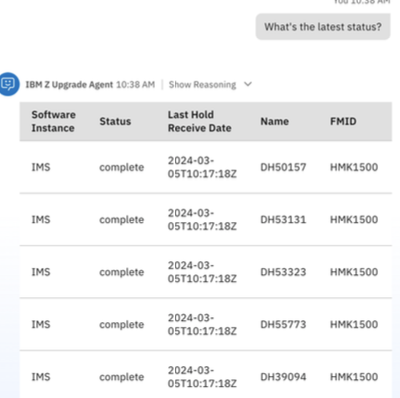 You 10:38 AM
What's the latest status?
IBM Z Upgrade Agent 10:38 AM | Show Reasoning
Software Instance Status Last Hold Receive Date Name FMID
IMS complete 2024-03-05T10:17:18Z DH50157 HMK1500
IMS complete 2024-03-05T10:17:18Z DH53131 HMK1500
IMS complete 2024-03-05T10:17:18Z DH53323 HMK1500
IMS complete 2024-03-05T10:17:18Z DH55773 HMK1500
IMS complete 2024-03-05T10:17:18Z DH39094 HMK1500